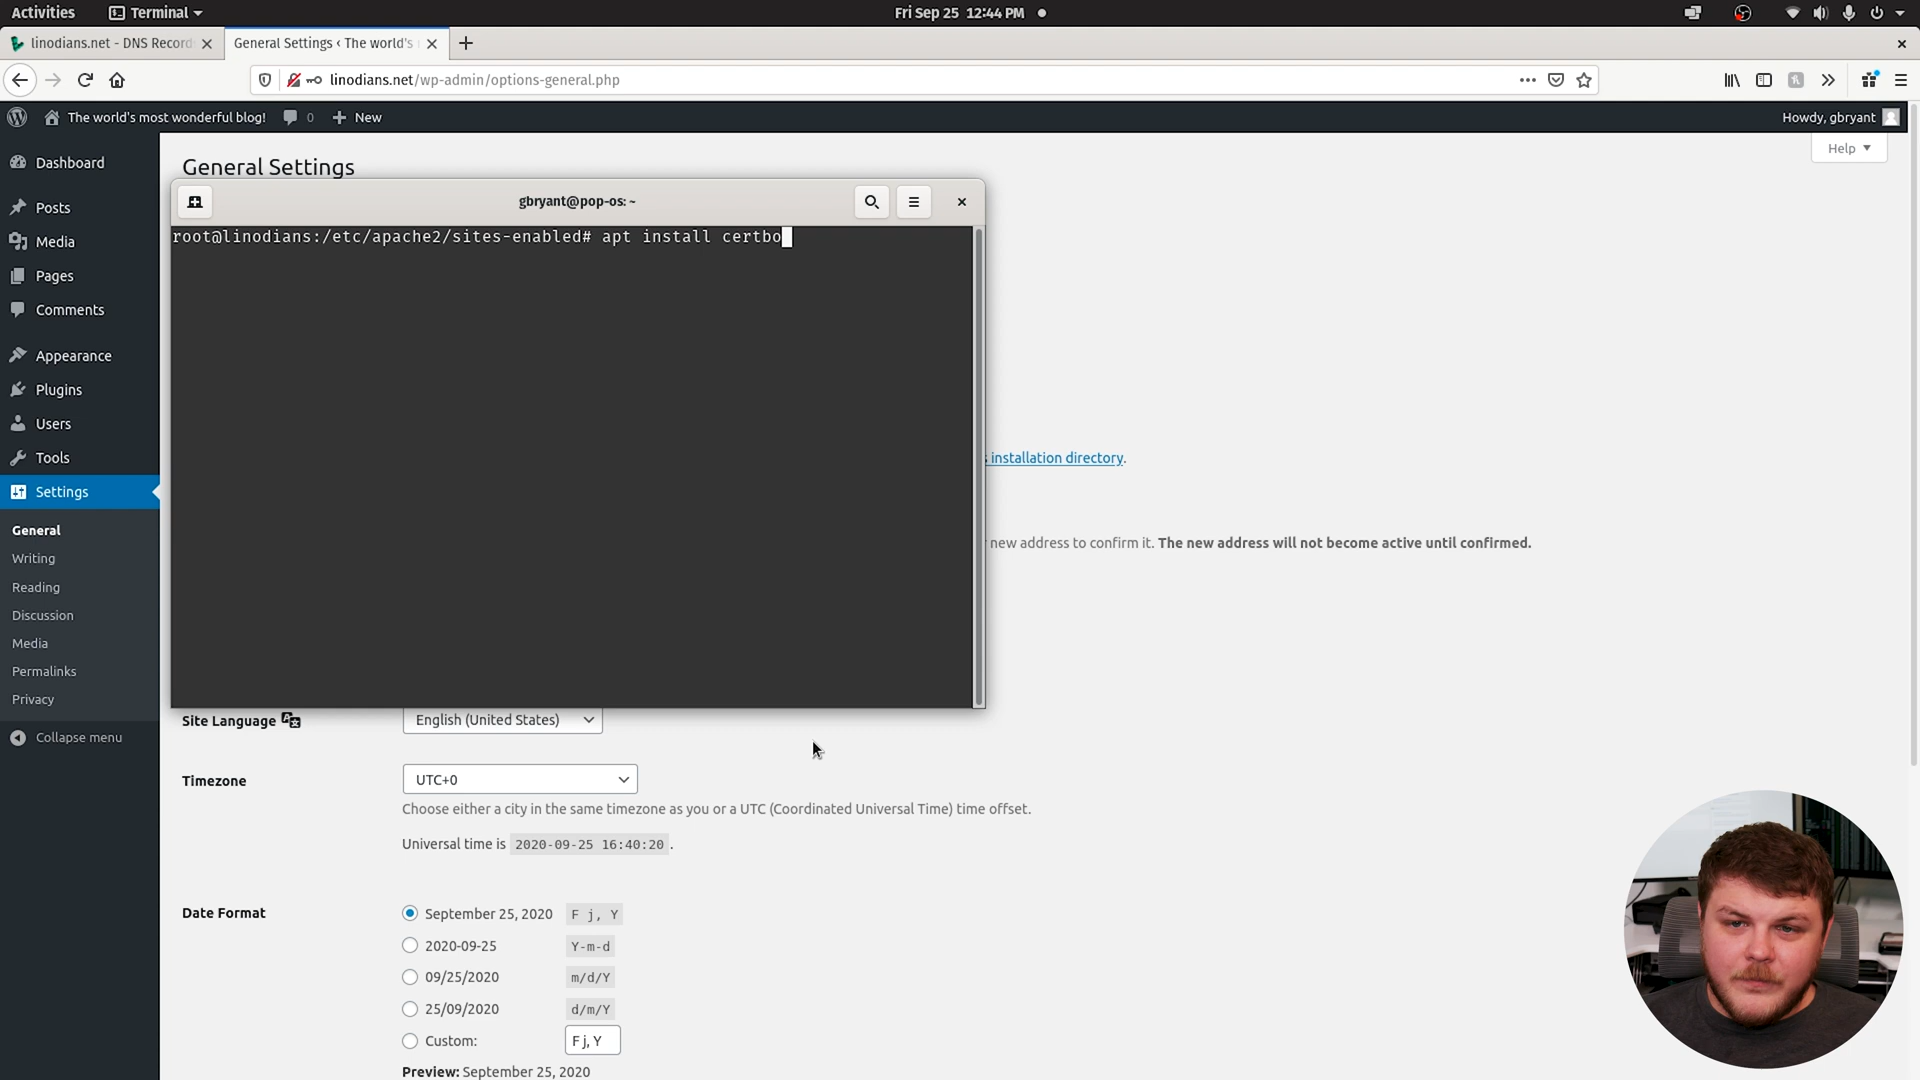 Activities
Terminal
Fri Sep 25 12:44 PM
linodians.net - DNS Record
General Settings ‹ The world's
linodians.net/wp-admin/options-general.php
The world's most wonderful blog!
0
New
Howdy, gbryant
Help
Dashboard
Posts
Media
Pages
Comments
Appearance
Plugins
Users
Tools
Settings
General
Writing
Reading
Discussion
Media
Permalinks
Privacy
Collapse menu
General Settings
gbryant@pop-os: ~
root@linodians:/etc/apache2/sites-enabled# apt install certbo
installation directory.
new address to confirm it. The new address will not become active until confirmed.
Site Language
English (United States)
Timezone
UTC+0
Choose either a city in the same timezone as you or a UTC (Coordinated Universal Time) time offset.
Universal time is 2020-09-25 16:40:20 .
Date Format
September 25, 2020 F j, Y
2020-09-25 Y-m-d
09/25/2020 m/d/Y
25/09/2020 d/m/Y
Custom: F j, Y
Preview: September 25, 2020